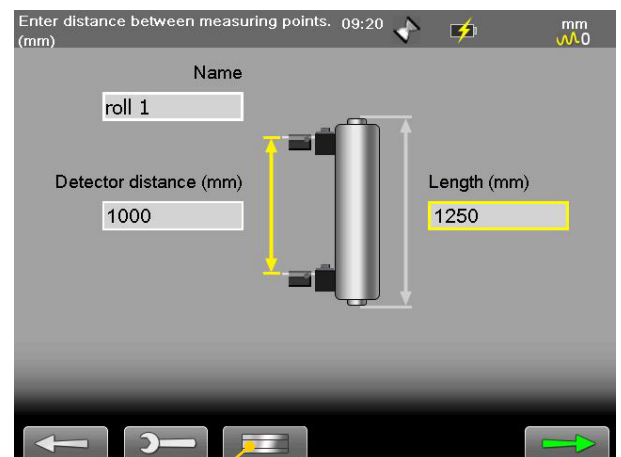 Enter distance between measuring points. 09:20 mm
(mm) 0
Name
roll 1
Detector distance (mm) Length (mm)
1000 1250